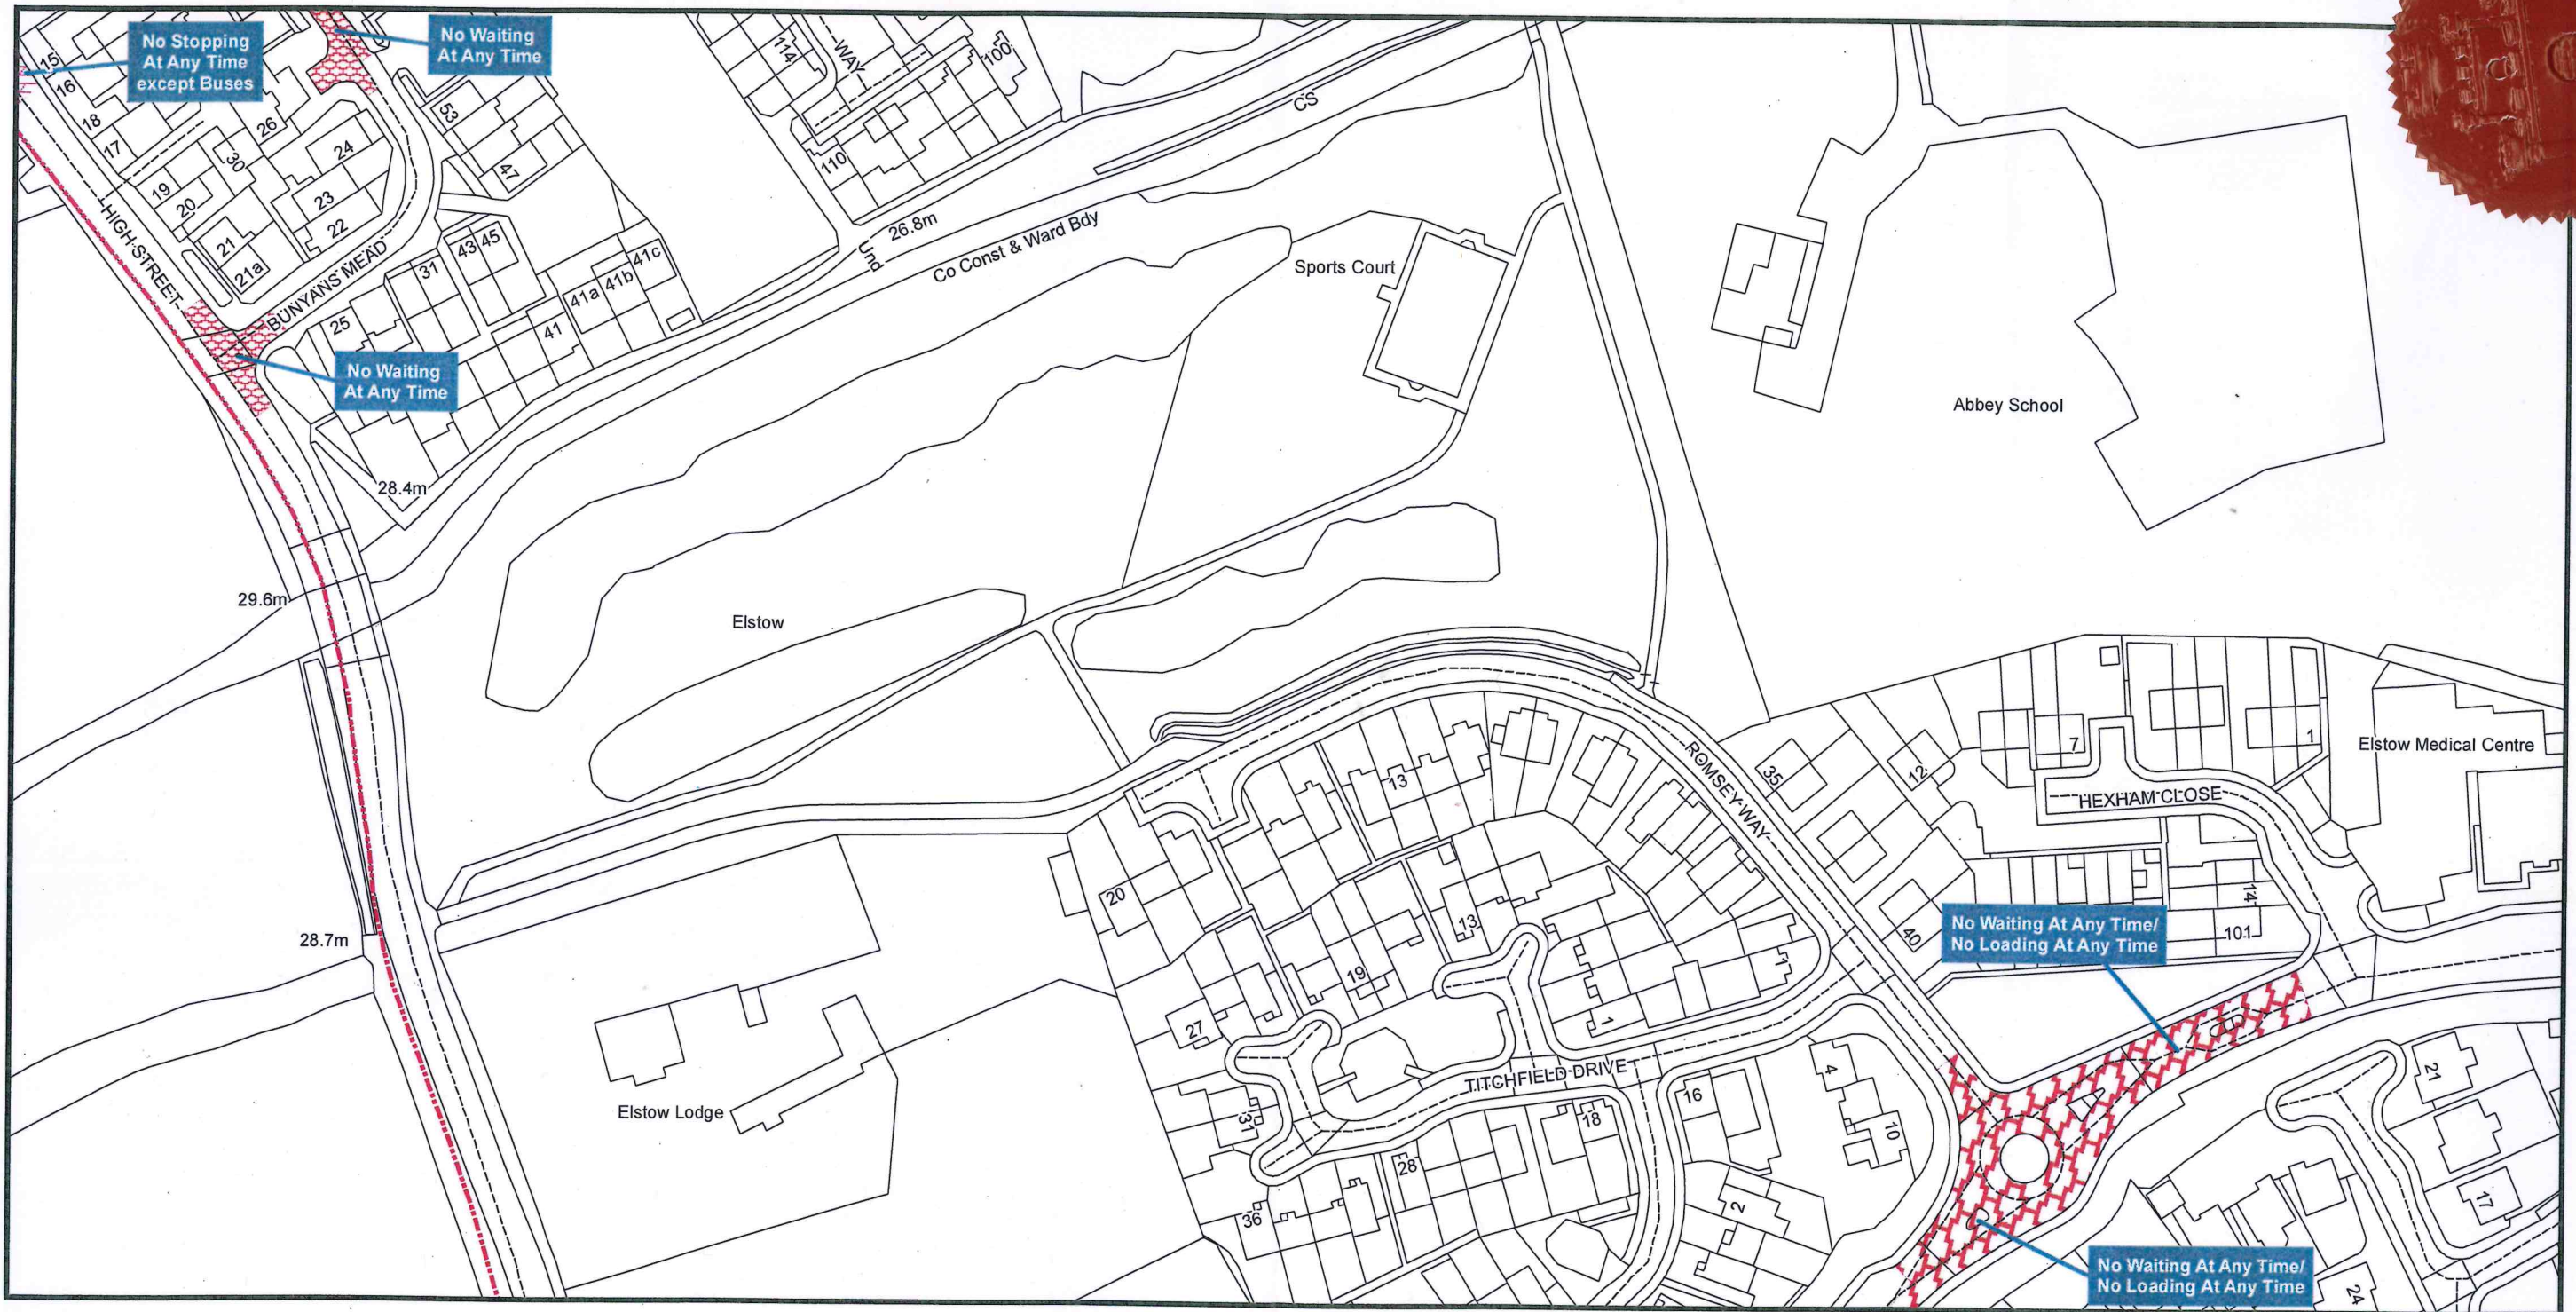 No Stopping
At Any Time
except Buses
No Waiting
At Any Time
15
16
18
17
19
20
21
21a
30
26
24
23
22
53
47
114
WAY
100
110
CS
HIGH STREET
BUNYANS MEAD
25
31
43
45
41
41a
41b
41c
Und
26.8m
Co Const & Ward Bdy
No Waiting
At Any Time
28.4m
29.6m
28.7m
Sports Court
Abbey School
Elstow
ROMSEY WAY
35
12
7
1
HEXHAM CLOSE
Elstow Medical Centre
14
101
40
13
13
20
19
27
1
1
31
36
28
18
16
4
10
2
TITCHFIELD DRIVE
Elstow Lodge
No Waiting At Any Time/
No Loading At Any Time
21
17
24
No Waiting At Any Time/
No Loading At Any Time